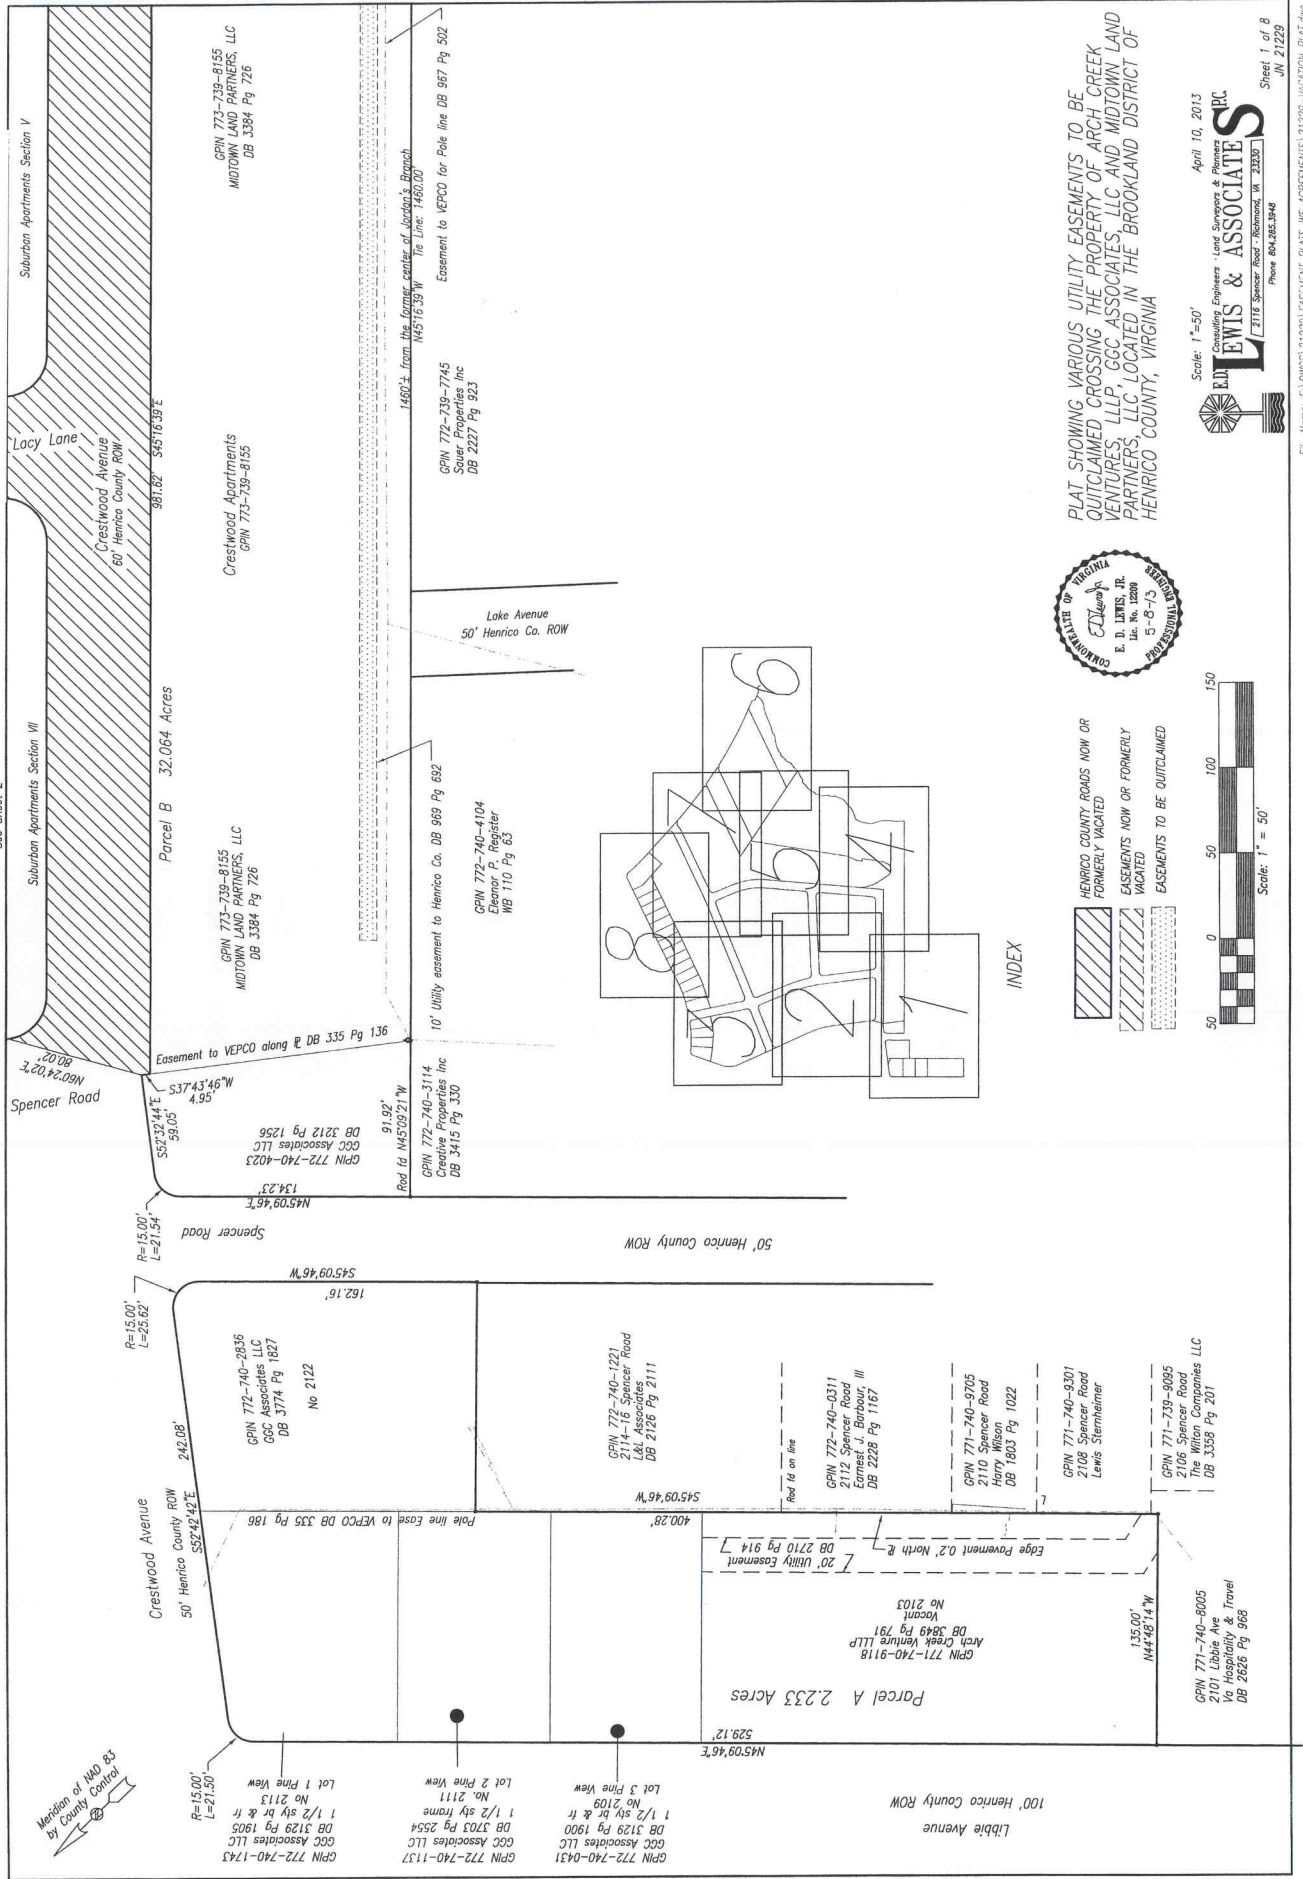 See Sheet 2
Suburban Apartments Section VII
Suburban Apartments Section V
Lacy Lane
Crestwood Avenue
60' Henrico County ROW
981.62' S45°16'39"E
Spencer Road
N60°24'02"E
80.02'
Parcel B 32.064 Acres
Crestwood Apartments
GPIN 773-739-8155
GPIN 773-739-8155
MIDTOWN LAND PARTNERS, LLC
DB 3384 Pg 726
GPIN 773-739-8155
MIDTOWN LAND PARTNERS, LLC
DB 3384 Pg 726
Easement to VEPCO along ℙ DB 335 Pg 136
S37°43'46"W
4.95'
S52°32'44"E
59.05'
R=15.00'
L=21.54'
GPIN 772-740-4023
GGC Associates LLC
DB 3212 Pg 1256
N45°09'46"E
134.23'
91.92'
Rod fd N45°09'21"W
GPIN 772-740-3114
Creative Properties Inc
DB 3415 Pg 330
10' Utility easement to Henrico Co. DB 969 Pg 692
GPIN 772-740-4104
Eleanor P. Register
WB 110 Pg 63
Lake Avenue
50' Henrico Co. ROW
1460'± from the former center of Jordan's Branch
N45°16'39"W Tie Line: 1460.00'
Easement to VEPCO for Pole line DB 967 Pg 502
GPIN 772-739-7745
Sauer Properties Inc
DB 2227 Pg 923
Spencer Road
50' Henrico County ROW
R=15.00'
L=25.62'
S45°09'46"W
162.16'
Crestwood Avenue
50' Henrico County ROW
S52°42'42"E
242.08'
GPIN 772-740-2836
GGC Associates LLC
DB 3774 Pg 1827
No 2122
Pole line Ease to VEPCO DB 335 Pg 186
GPIN 772-740-1221
2114-16 Spencer Road
L&L Associates
DB 2126 Pg 2111
S45°09'46"W
400.28'
Rod fd on line
GPIN 772-740-0311
2112 Spencer Road
Earnest J. Barbour, III
DB 2228 Pg 1167
GPIN 771-740-9705
2110 Spencer Road
Harry Wilson
DB 1803 Pg 1022
GPIN 771-740-9301
2108 Spencer Road
Lewis Sternheimer
GPIN 771-739-9095
2106 Spencer Road
The Wilton Companies LLC
DB 3358 Pg 201
20' Utility Easement
DB 2710 Pg 914
Edge Pavement 0.2' North ℙ
GPIN 771-740-9118
Arch Creek Venture LLLP
DB 3849 Pg 791
Vacant
No 2103
Parcel A 2.233 Acres
135.00'
N44°48'14"W
GPIN 771-740-8005
2101 Libbie Ave
Va Hospitality & Travel
DB 2626 Pg 968
N45°09'46"E
529.12'
Libbie Avenue
100' Henrico County ROW
R=15.00'
L=21.50'
Meridian of NAD 83
by County Control
GPIN 772-740-1743
GGC Associates LLC
DB 3129 Pg 1905
1 1/2 sty br & fr
No 2113
Lot 1 Pine View
GPIN 772-740-1137
GGC Associates LLC
DB 3703 Pg 2554
1 1/2 sty frame
No. 2111
Lot 2 Pine View
GPIN 772-740-0431
GGC Associates LLC
DB 3129 Pg 1900
1 1/2 sty br & fr
No 2109
Lot 3 Pine View
INDEX
HENRICO COUNTY ROADS NOW OR
FORMERLY VACATED
EASEMENTS NOW OR FORMERLY
VACATED
EASEMENTS TO BE QUITCLAIMED
50 0 50 100 150
Scale: 1" = 50'
COMMONWEALTH OF VIRGINIA
E. D. LEWIS, JR.
Lic. No. 12209
5-8-13
PROFESSIONAL ENGINEER
PLAT SHOWING VARIOUS UTILITY EASEMENTS TO BE
QUITCLAIMED CROSSING THE PROPERTY OF ARCH CREEK
VENTURES, LLLP, GGC ASSOCIATES, LLC AND MIDTOWN LAND
PARTNERS, LLC, LOCATED IN THE BROOKLAND DISTRICT OF
HENRICO COUNTY, VIRGINIA
Scale: 1"=50'
April 10, 2013
Consulting Engineers · Land Surveyors & Planners
E.D. LEWIS & ASSOCIATES P.C.
2116 Spencer Road · Richmond, VA 23230
Phone 804.285.3948
Sheet 1 of 8
JN 21229